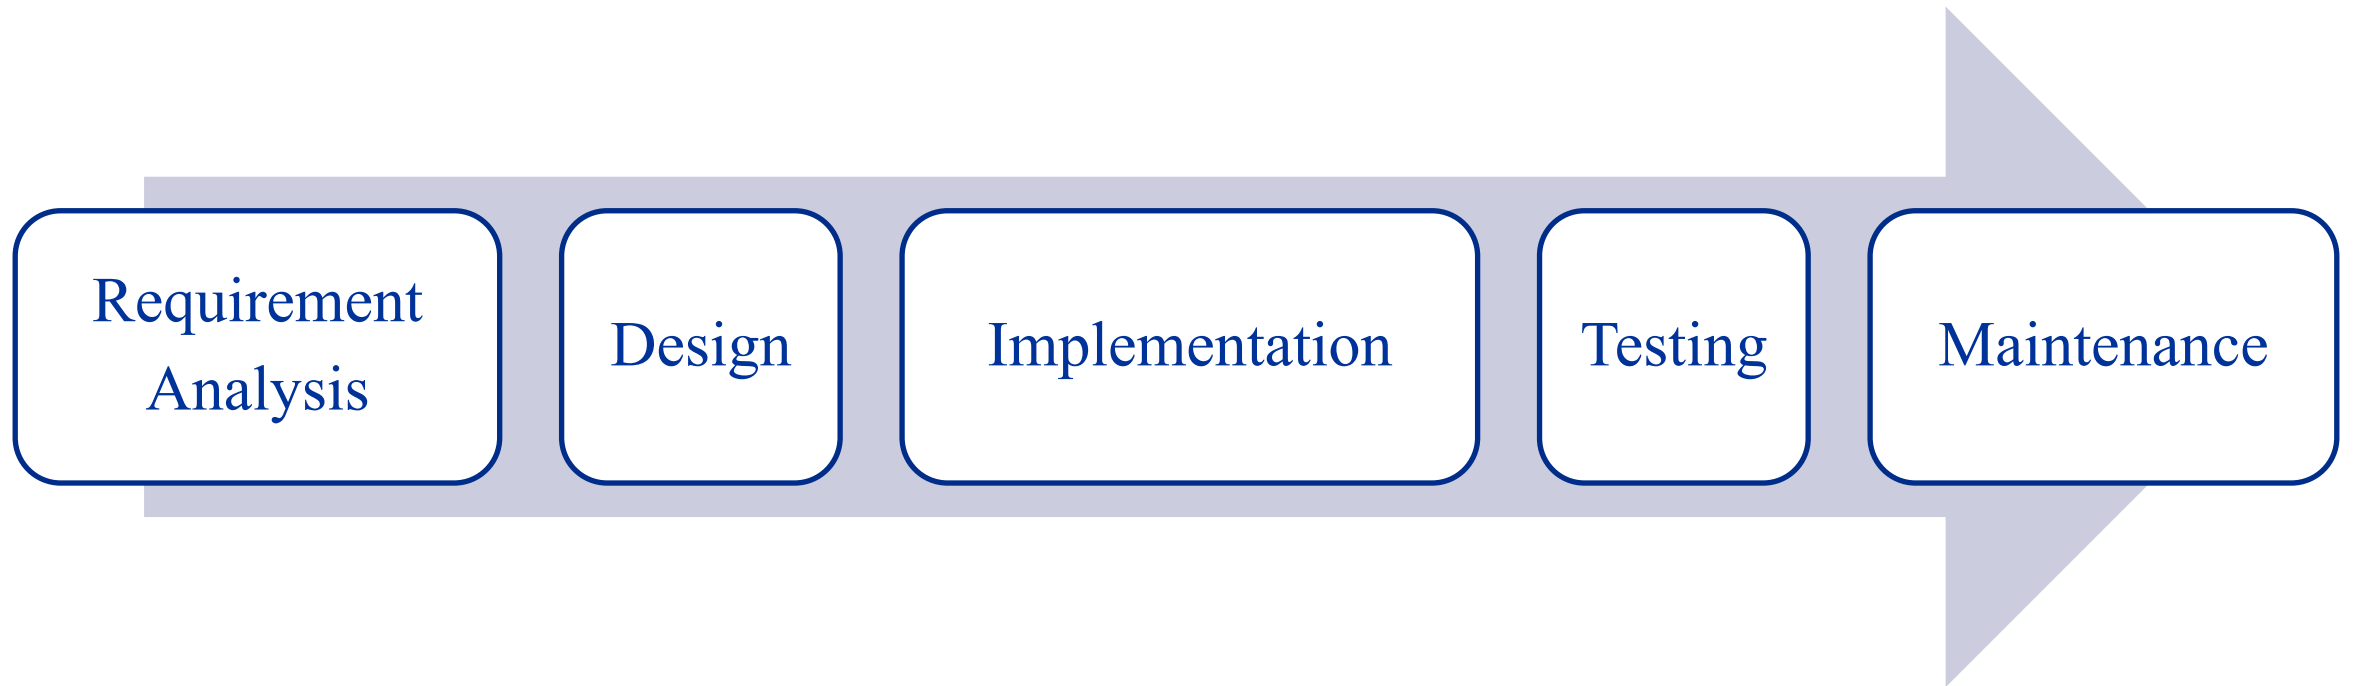 Requirement
Analysis
Design
Implementation
Testing
Maintenance